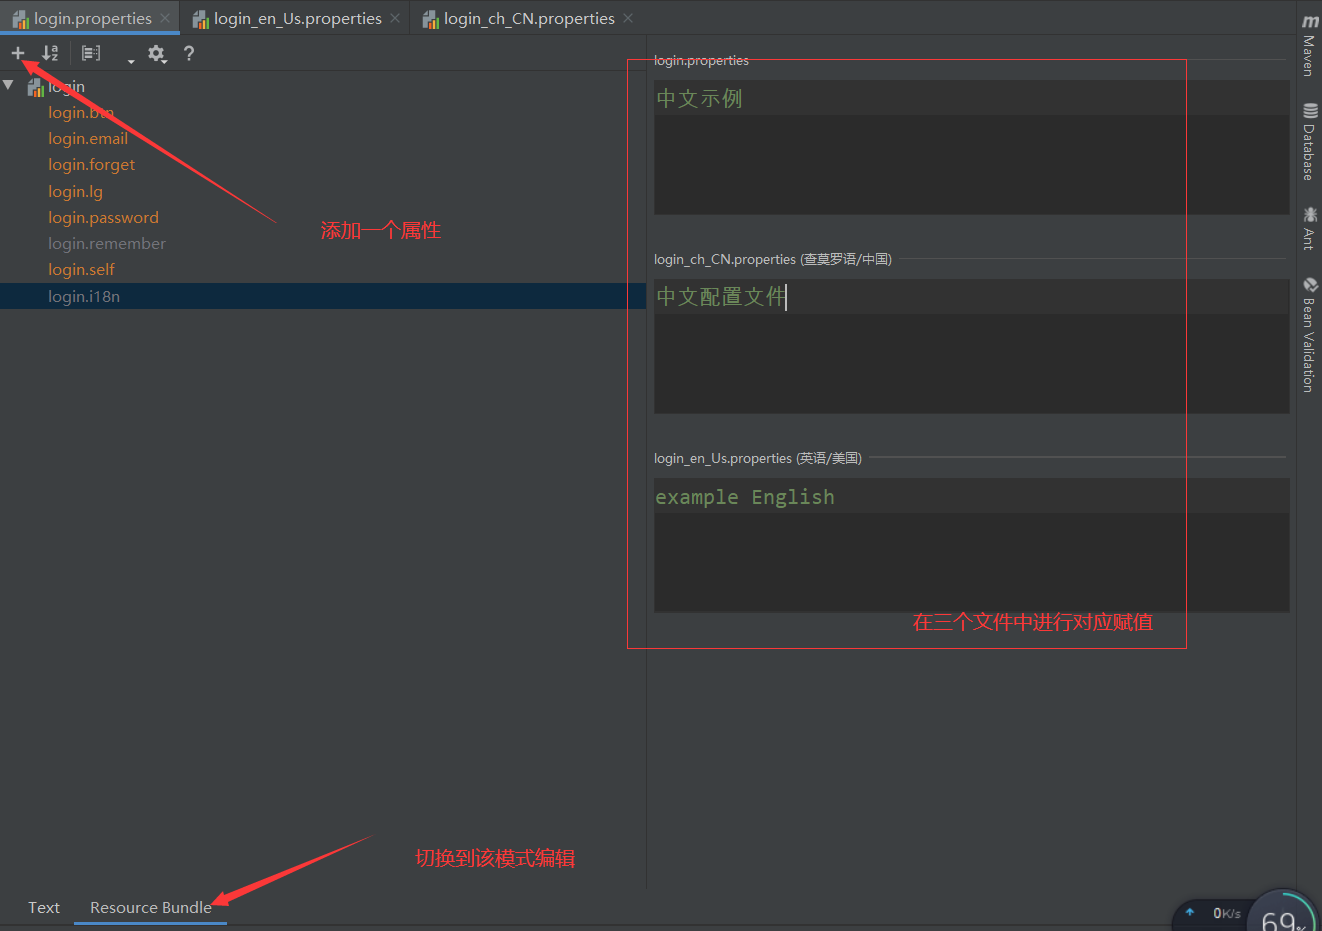 login.properties
login_en_Us.properties
login_ch_CN.properties
login
login.btn
login.email
login.forget
login.lg
login.password
login.remember
login.self
login.i18n
添加一个属性
login.properties
中文示例
login_ch_CN.properties (查莫罗语/中国)
中文配置文件
login_en_Us.properties (英语/美国)
example English
在三个文件中进行对应赋值
切换到该模式编辑
Text
Resource Bundle
Maven
Database
Ant
Bean Validation
0K/s
69%